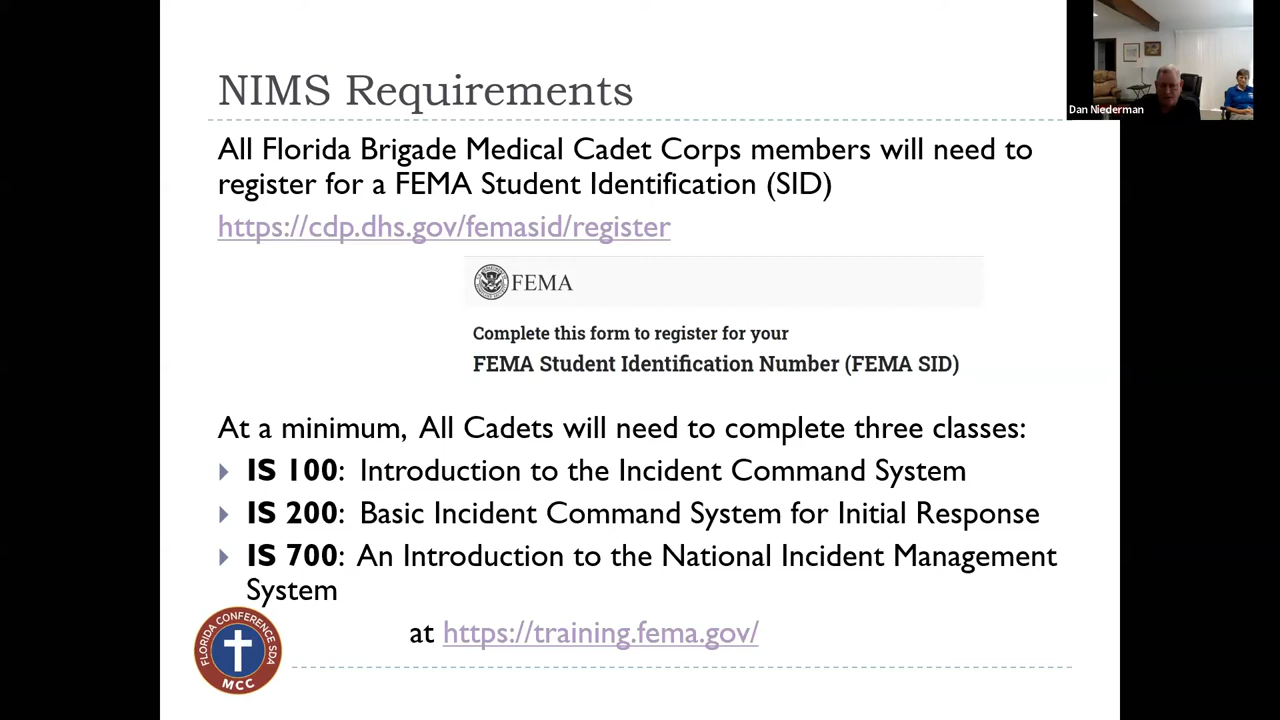 NIMS Requirements
Dan Niederman
All Florida Brigade Medical Cadet Corps members will need to
register for a FEMA Student Identification (SID)
https://cdp.dhs.gov/femasid/register
FEMA
Complete this form to register for your
FEMA Student Identification Number (FEMA SID)
At a minimum, All Cadets will need to complete three classes:
IS 100: Introduction to the Incident Command System
IS 200: Basic Incident Command System for Initial Response
IS 700: An Introduction to the National Incident Management
System
at https://training.fema.gov/
FLORIDA CONFERENCE SDA
MCC